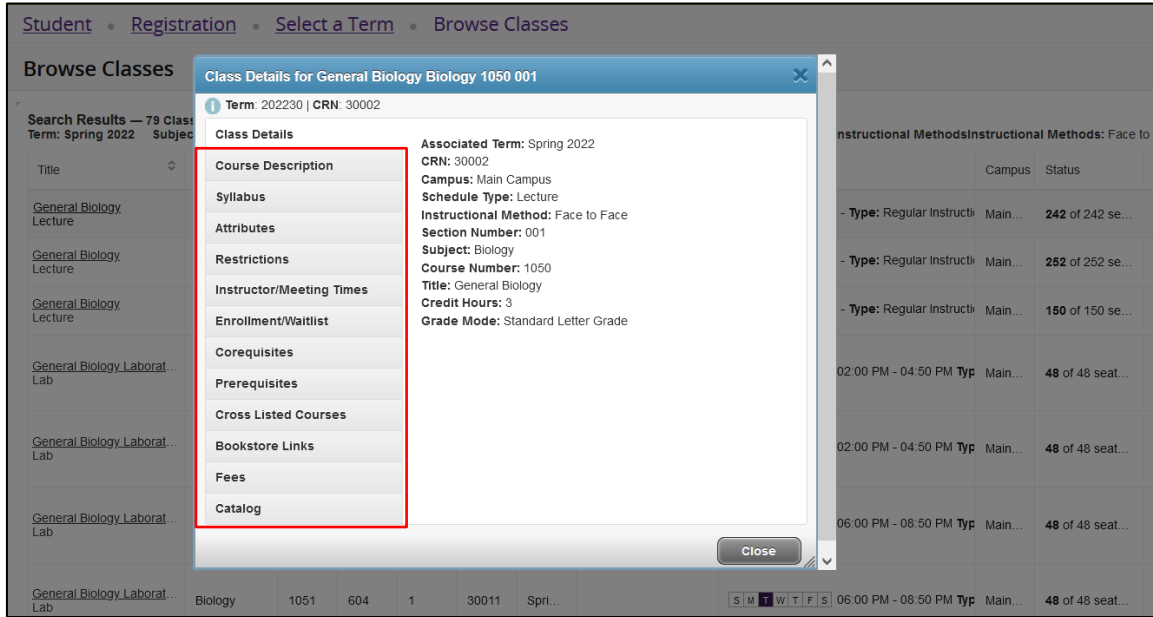 Student • Registration • Select a Term • Browse Classes
Browse Classes
Search Results — 79 Class
Term: Spring 2022 Subjec
nstructional MethodsInstructional Methods: Face to
Title
Campus Status
General Biology
Lecture
- Type: Regular Instructi Main... 242 of 242 se...
General Biology
Lecture
- Type: Regular Instructi Main... 252 of 252 se...
General Biology
Lecture
- Type: Regular Instructi Main... 150 of 150 se...
General Biology Laborat...
Lab
02:00 PM - 04:50 PM Typ Main... 48 of 48 seat...
General Biology Laborat...
Lab
02:00 PM - 04:50 PM Typ Main... 48 of 48 seat...
General Biology Laborat...
Lab
06:00 PM - 08:50 PM Typ Main... 48 of 48 seat...
General Biology Laborat...
Lab
Biology 1051 604 1 30011 Spri... S M T W T F S 06:00 PM - 08:50 PM Typ Main... 48 of 48 seat...
Class Details for General Biology Biology 1050 001
Term: 202230 | CRN: 30002
Class Details
Course Description
Syllabus
Attributes
Restrictions
Instructor/Meeting Times
Enrollment/Waitlist
Corequisites
Prerequisites
Cross Listed Courses
Bookstore Links
Fees
Catalog
Associated Term: Spring 2022
CRN: 30002
Campus: Main Campus
Schedule Type: Lecture
Instructional Method: Face to Face
Section Number: 001
Subject: Biology
Course Number: 1050
Title: General Biology
Credit Hours: 3
Grade Mode: Standard Letter Grade
Close